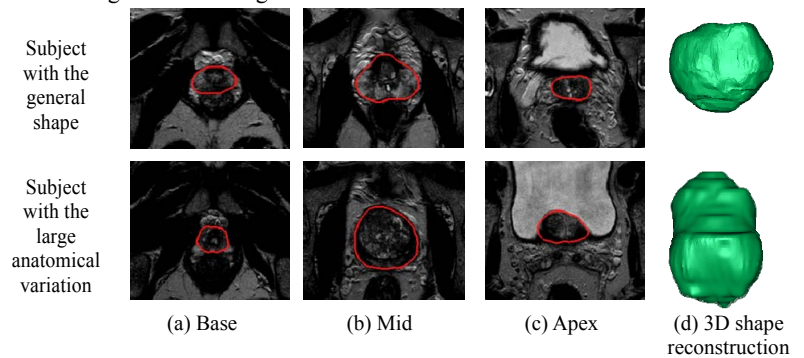 Subject
with the
general
shape
Subject
with the
large
anatomical
variation
(a) Base
(b) Mid
(c) Apex
(d) 3D shape
reconstruction